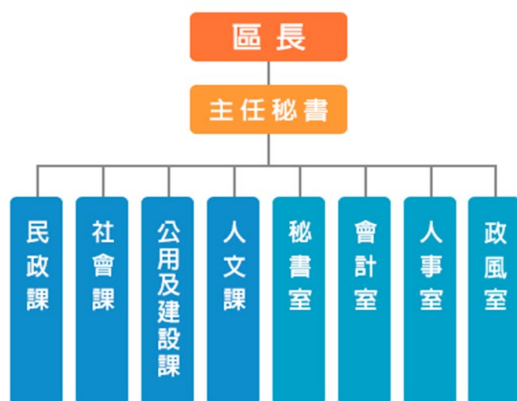 區長
主任秘書
民政課
社會課
公用及建設課
人文課
秘書室
會計室
人事室
政風室